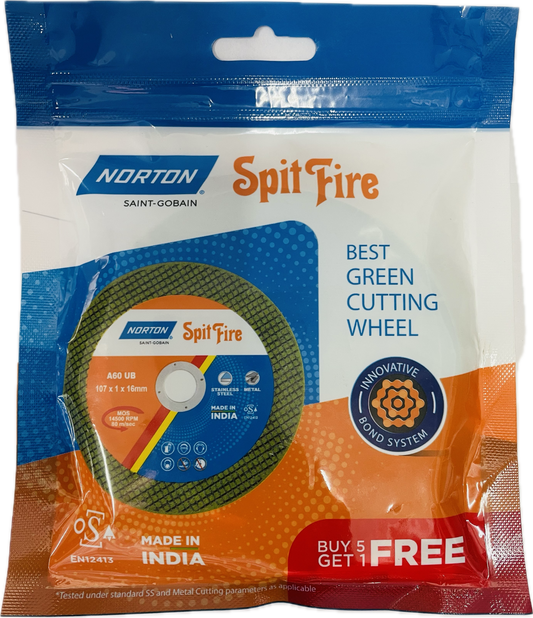 NORTON®
SAINT-GOBAIN
Spit Fire
BEST
GREEN
CUTTING
WHEEL
INNOVATIVE
BOND SYSTEM
NORTON
SAINT-GOBAIN
Spit Fire
A60 UB
107 x 1 x 16mm
MOS
14500 RPM
80 m/sec
STAINLESS
STEEL
METAL
MADE IN
INDIA
EN12413
MADE IN
INDIA
BUY 5
GET 1
FREE
*Tested under standard SS and Metal Cutting parameters as applicable